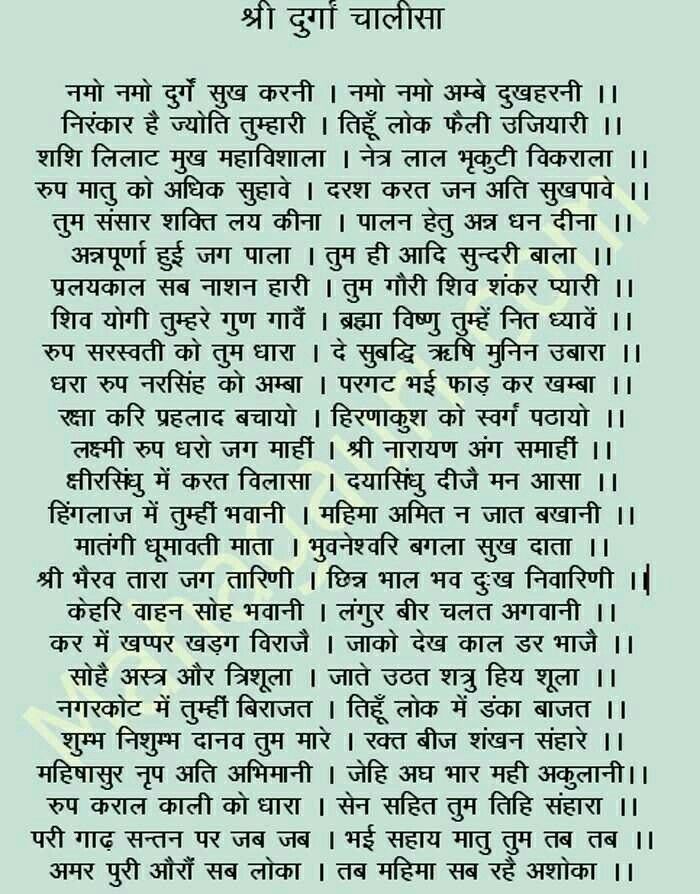 श्री दुर्गां चालीसा
नमो नमो दुर्गें सुख करनी । नमो नमो अम्बे दुखहरनी ।।
निरंकार है ज्योति तुम्हारी । तिहूँ लोक फैली उजियारी ।।
शशि लिलाट मुख महाविशाला । नेत्र लाल भृकुटी विकराला ।।
रुप मातु को अधिक सुहावे । दरश करत जन अति सुखपावे ।।
तुम संसार शक्ति लय कीना । पालन हेतु अन्न धन दीना ।।
अन्नपूर्णा हुई जग पाला । तुम ही आदि सुन्दरी बाला ।।
प्रलयकाल सब नाशन हारी । तुम गौरी शिव शंकर प्यारी ।।
शिव योगी तुम्हरे गुण गावैं । ब्रह्मा विष्णु तुम्हें नित ध्यावें ।।
रुप सरस्वती को तुम धारा । दे सुबद्धि ऋषि मुनिन उबारा ।।
धरा रुप नरसिंह को अम्बा । परगट भई फाड़ कर खम्बा ।।
रक्षा करि प्रहलाद बचायो । हिरणाकुश को स्वर्गं पठायो ।।
लक्ष्मी रुप धरो जग माहीं । श्री नारायण अंग समाहीं ।।
क्षीरसिंधु में करत विलासा । दयासिंधु दीजै मन आसा ।।
हिंगलाज में तुम्हीं भवानी । महिमा अमित न जात बखानी ।।
मातंगी धूमावती माता । भुवनेश्वरि बगला सुख दाता ।।
श्री भैरव तारा जग तारिणी । छिन्न भाल भव दुःख निवारिणी ।।
केहरि वाहन सोह भवानी । लंगुर बीर चलत अगवानी ।।
कर में खप्पर खड़ग विराजै । जाको देख काल डर भाजै ।।
सोहै अस्त्र और त्रिशूला । जाते उठत शत्रु हिय शूला ।।
नगरकोट में तुम्हीं बिराजत । तिहूँ लोक में डंका बाजत ।।
शुम्भ निशुम्भ दानव तुम मारे । रक्त बीज शंखन संहारे ।।
महिषासुर नृप अति अभिमानी । जेहि अघ भार मही अकुलानी।।
रुप कराल काली को धारा । सेन सहित तुम तिहि संहारा ।।
परी गाढ़ सन्तन पर जब जब । भई सहाय मातु तुम तब तब ।।
अमर पुरी औरौं सब लोका । तब महिमा सब रहै अशोका ।।
Mahagauri.com